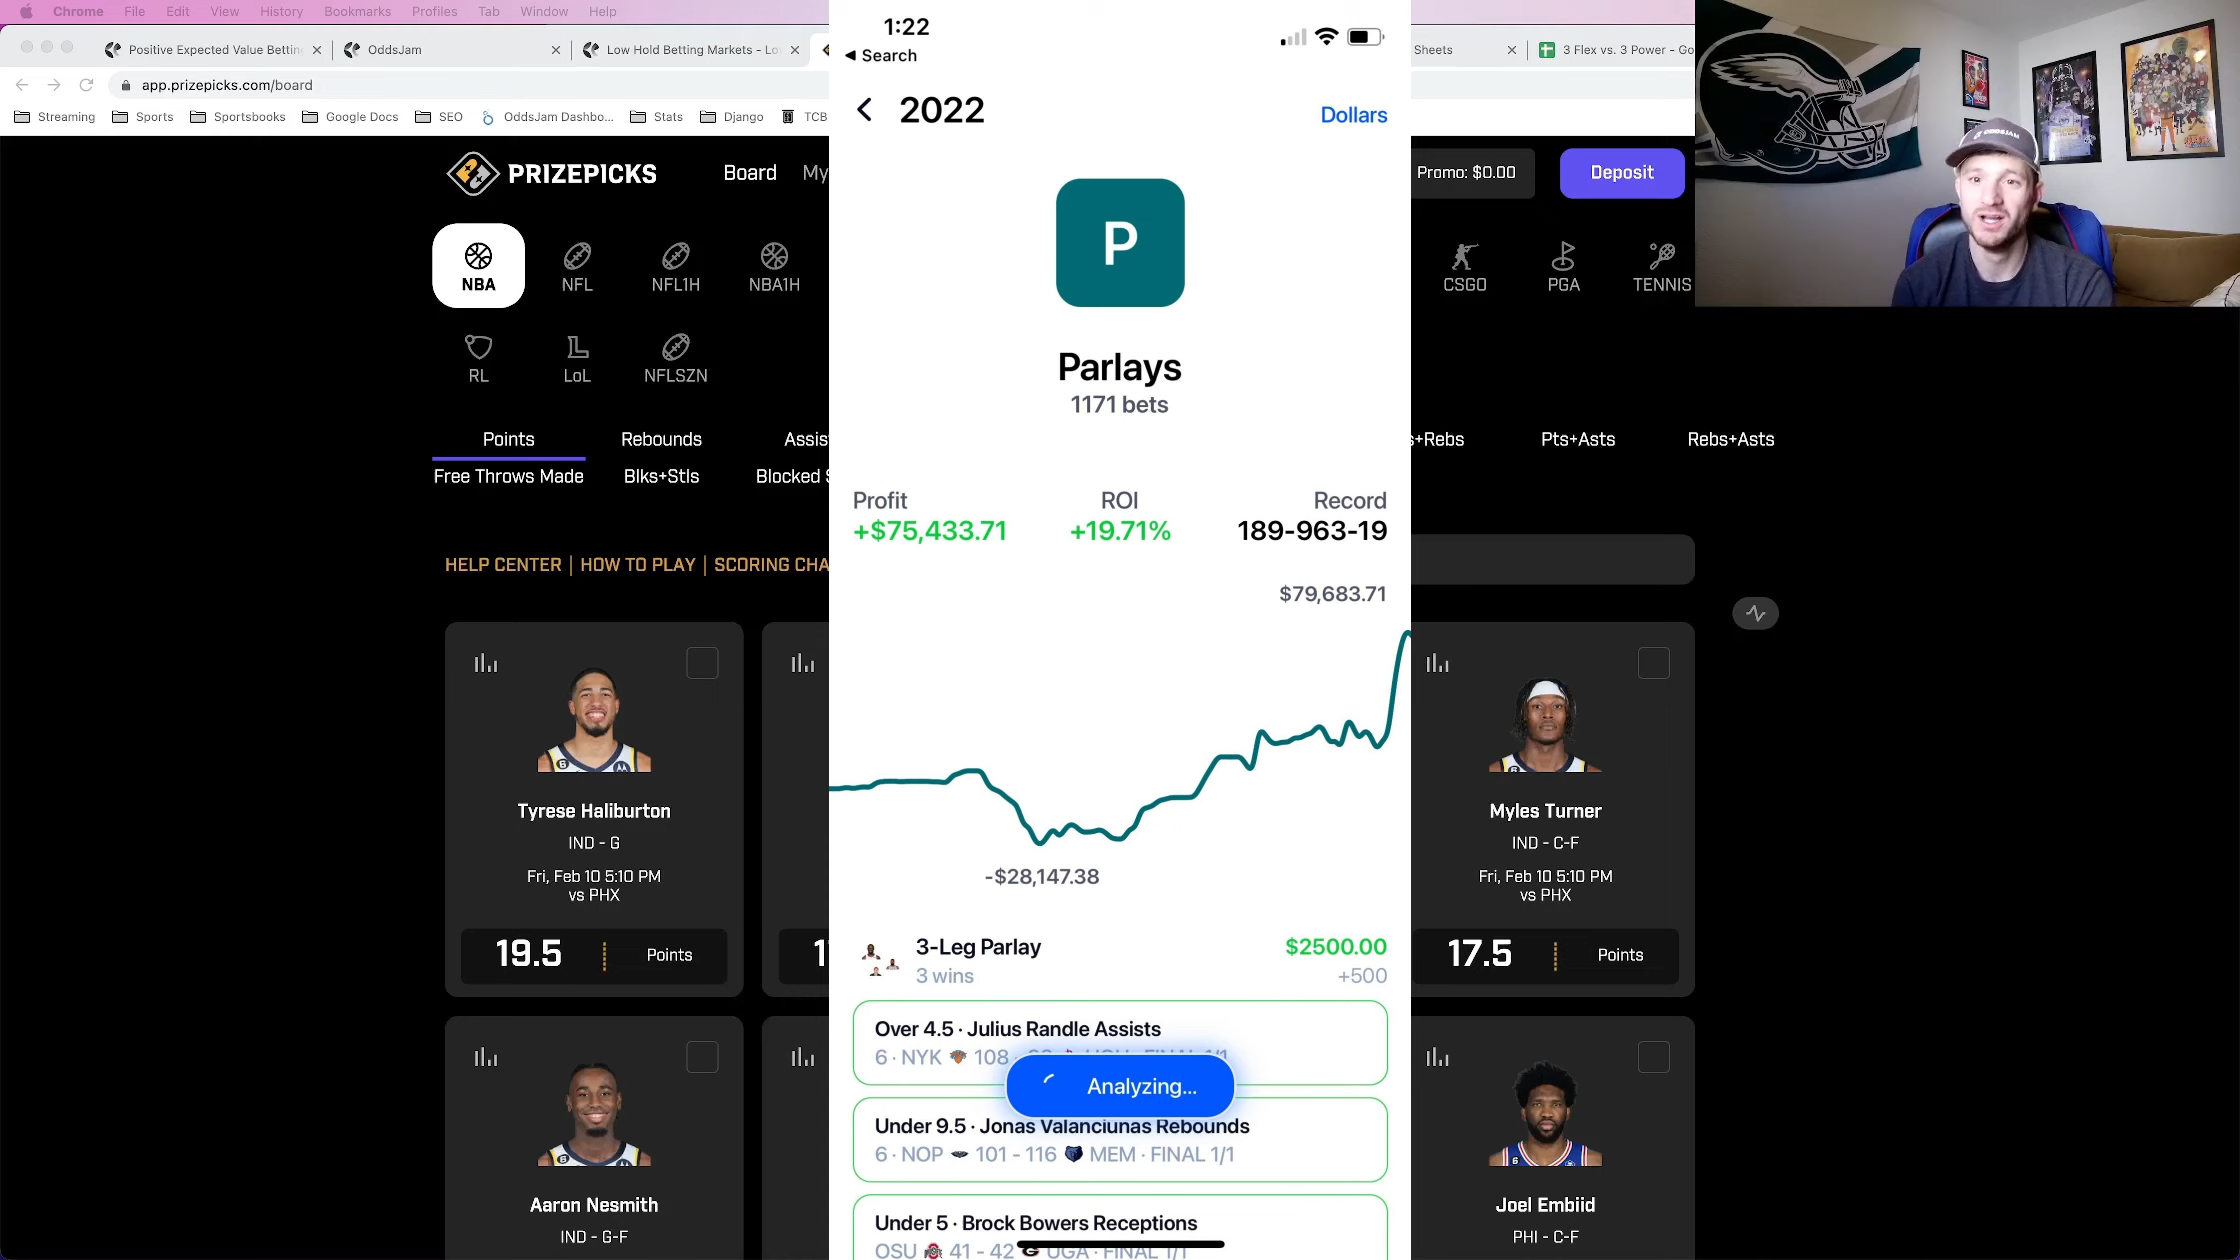 Chrome File Edit View History Bookmarks Profiles Tab Window Help
Positive Expected Value Bettin
OddsJam
Low Hold Betting Markets - Lo
Sheets
3 Flex vs. 3 Power - Go
app.prizepicks.com/board
Streaming Sports Sportsbooks Google Docs SEO OddsJam Dashbo... Stats Django TCB
PRIZEPICKS
Board
My
Promo: $0.00
Deposit
NBA
NFL
NFL1H
NBA1H
CSGO
PGA
TENNIS
RL
LoL
NFLSZN
Points
Rebounds
Assis
s+Rebs
Pts+Asts
Rebs+Asts
Free Throws Made
Blks+Stls
Blocked S
HELP CENTER | HOW TO PLAY | SCORING CHA
Tyrese Haliburton
IND - G
Fri, Feb 10 5:10 PM
vs PHX
19.5 Points
Aaron Nesmith
IND - G-F
1:22
Search
2022
Dollars
P
Parlays
1171 bets
Profit
+$75,433.71
ROI
+19.71%
Record
189-963-19
$79,683.71
-$28,147.38
3-Leg Parlay
$2500.00
3 wins
+500
Over 4.5 · Julius Randle Assists
6 · NYK 108 - HOU · FINAL 1/1
Analyzing...
Under 9.5 · Jonas Valanciunas Rebounds
6 · NOP 101 - 116 MEM · FINAL 1/1
Under 5 · Brock Bowers Receptions
OSU 41 - 42 UGA · FINAL 1/1
Myles Turner
IND - C-F
Fri, Feb 10 5:10 PM
vs PHX
17.5 Points
Joel Embiid
PHI - C-F
ODDSJAM